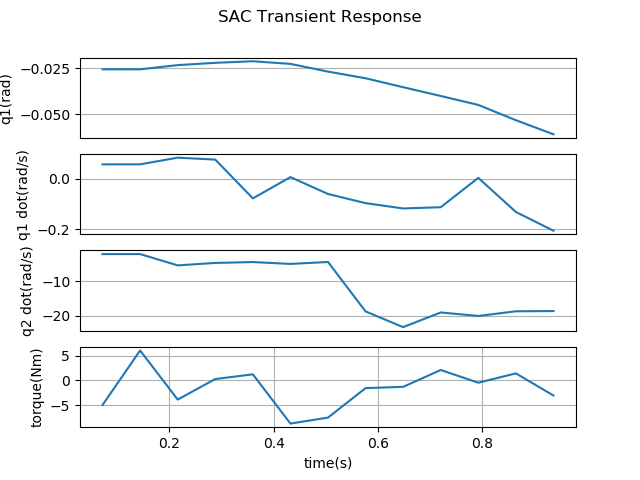 SAC Transient Response
q1(rad)
−0.025
−0.050
q1 dot(rad/s)
0.0
−0.2
q2 dot(rad/s)
−10
−20
torque(Nm)
5
0
−5
0.2 0.4 0.6 0.8
time(s)